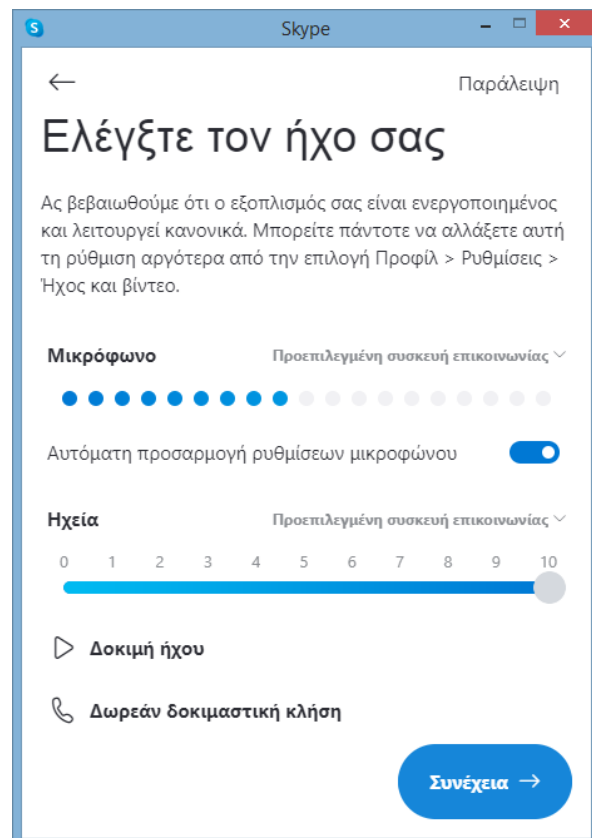 Skype
Παράλειψη
Ελέγξτε τον ήχο σας
Ας βεβαιωθούμε ότι ο εξοπλισμός σας είναι ενεργοποιημένος
και λειτουργεί κανονικά. Μπορείτε πάντοτε να αλλάξετε αυτή
τη ρύθμιση αργότερα από την επιλογή Προφίλ > Ρυθμίσεις >
Ήχος και βίντεο.
Μικρόφωνο Προεπιλεγμένη συσκευή επικοινωνίας
Αυτόματη προσαρμογή ρυθμίσεων μικροφώνου
Ηχεία Προεπιλεγμένη συσκευή επικοινωνίας
0 1 2 3 4 5 6 7 8 9 10
Δοκιμή ήχου
Δωρεάν δοκιμαστική κλήση
Συνέχεια →